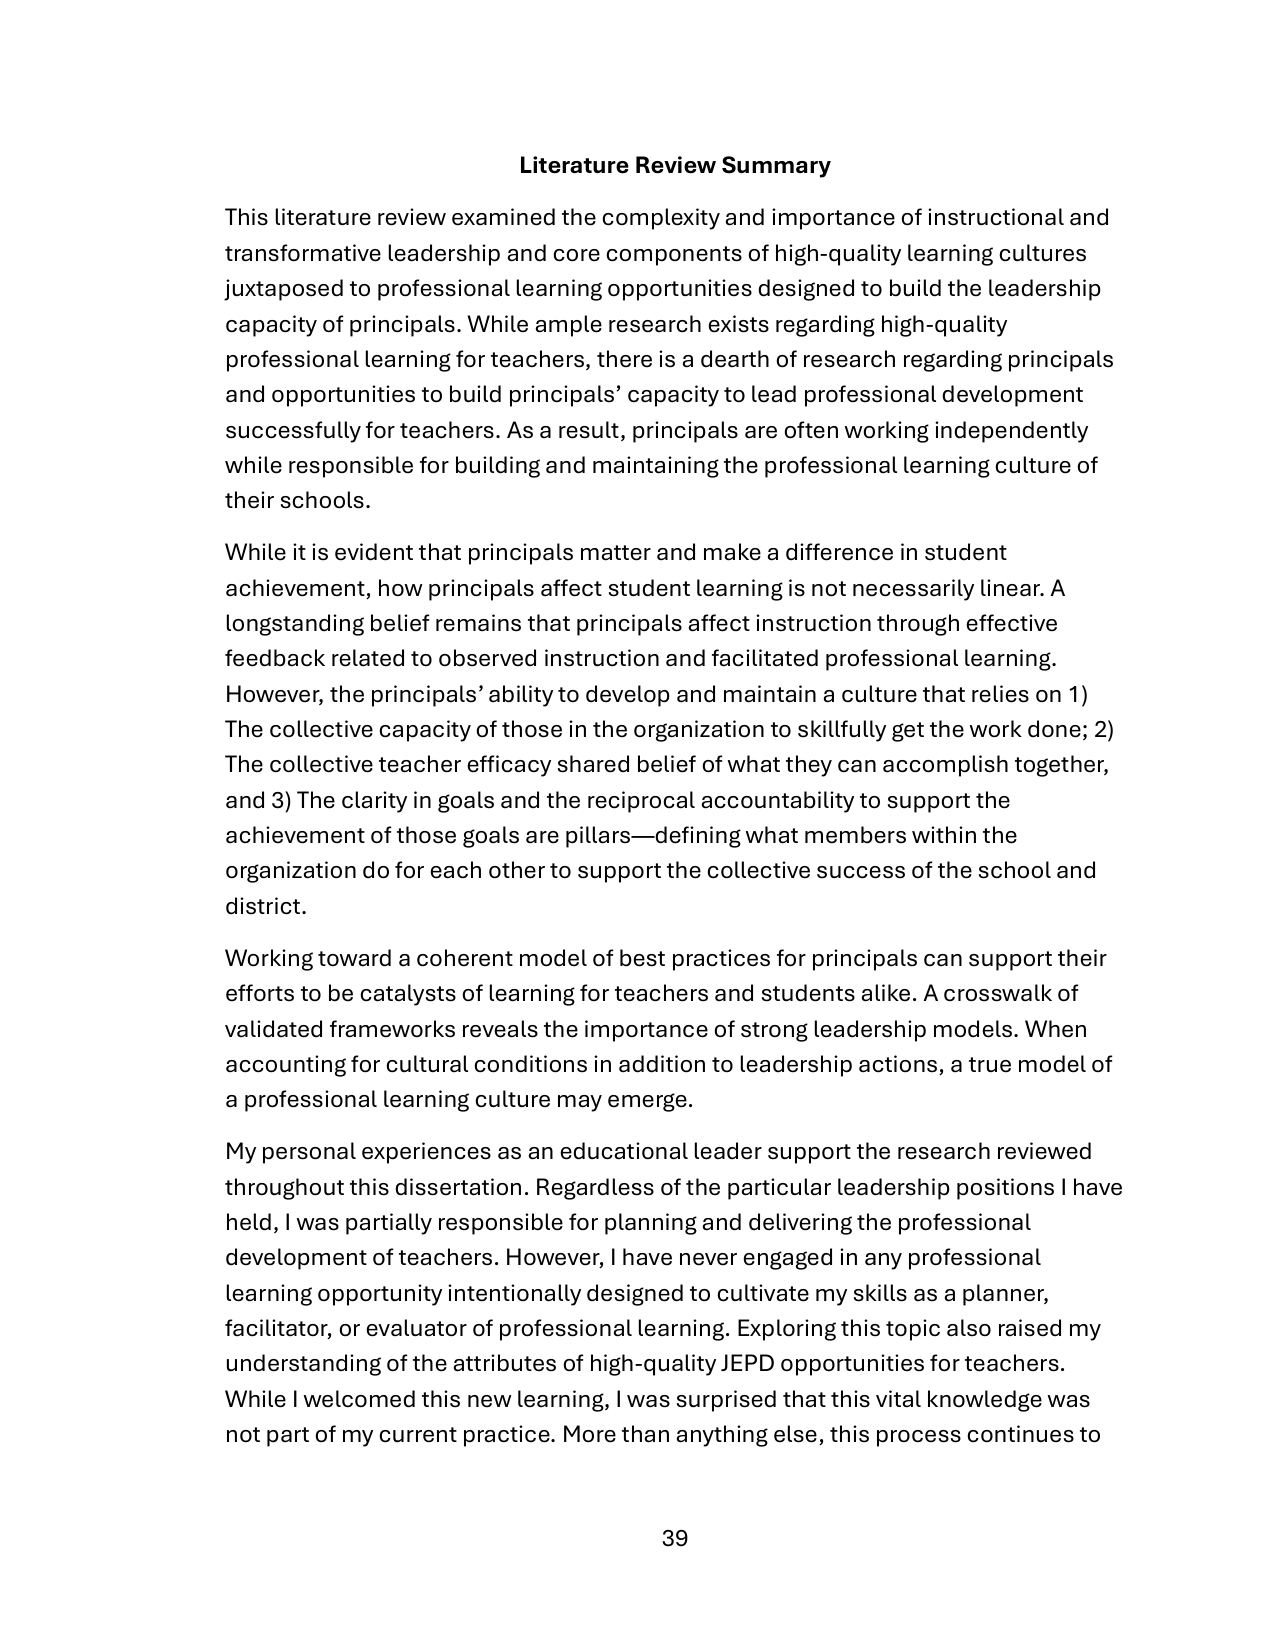 Literature Review Summary
This literature review examined the complexity and importance of instructional and
transformative leadership and core components of high-quality learning cultures
juxtaposed to professional learning opportunities designed to build the leadership
capacity of principals. While ample research exists regarding high-quality
professional learning for teachers, there is a dearth of research regarding principals
and opportunities to build principals’ capacity to lead professional development
successfully for teachers. As a result, principals are often working independently
while responsible for building and maintaining the professional learning culture of
their schools.
While it is evident that principals matter and make a difference in student
achievement, how principals affect student learning is not necessarily linear. A
longstanding belief remains that principals affect instruction through effective
feedback related to observed instruction and facilitated professional learning.
However, the principals’ ability to develop and maintain a culture that relies on 1)
The collective capacity of those in the organization to skillfully get the work done; 2)
The collective teacher efficacy shared belief of what they can accomplish together,
and 3) The clarity in goals and the reciprocal accountability to support the
achievement of those goals are pillars—defining what members within the
organization do for each other to support the collective success of the school and
district.
Working toward a coherent model of best practices for principals can support their
efforts to be catalysts of learning for teachers and students alike. A crosswalk of
validated frameworks reveals the importance of strong leadership models. When
accounting for cultural conditions in addition to leadership actions, a true model of
a professional learning culture may emerge.
My personal experiences as an educational leader support the research reviewed
throughout this dissertation. Regardless of the particular leadership positions I have
held, I was partially responsible for planning and delivering the professional
development of teachers. However, I have never engaged in any professional
learning opportunity intentionally designed to cultivate my skills as a planner,
facilitator, or evaluator of professional learning. Exploring this topic also raised my
understanding of the attributes of high-quality JEPD opportunities for teachers.
While I welcomed this new learning, I was surprised that this vital knowledge was
not part of my current practice. More than anything else, this process continues to
39